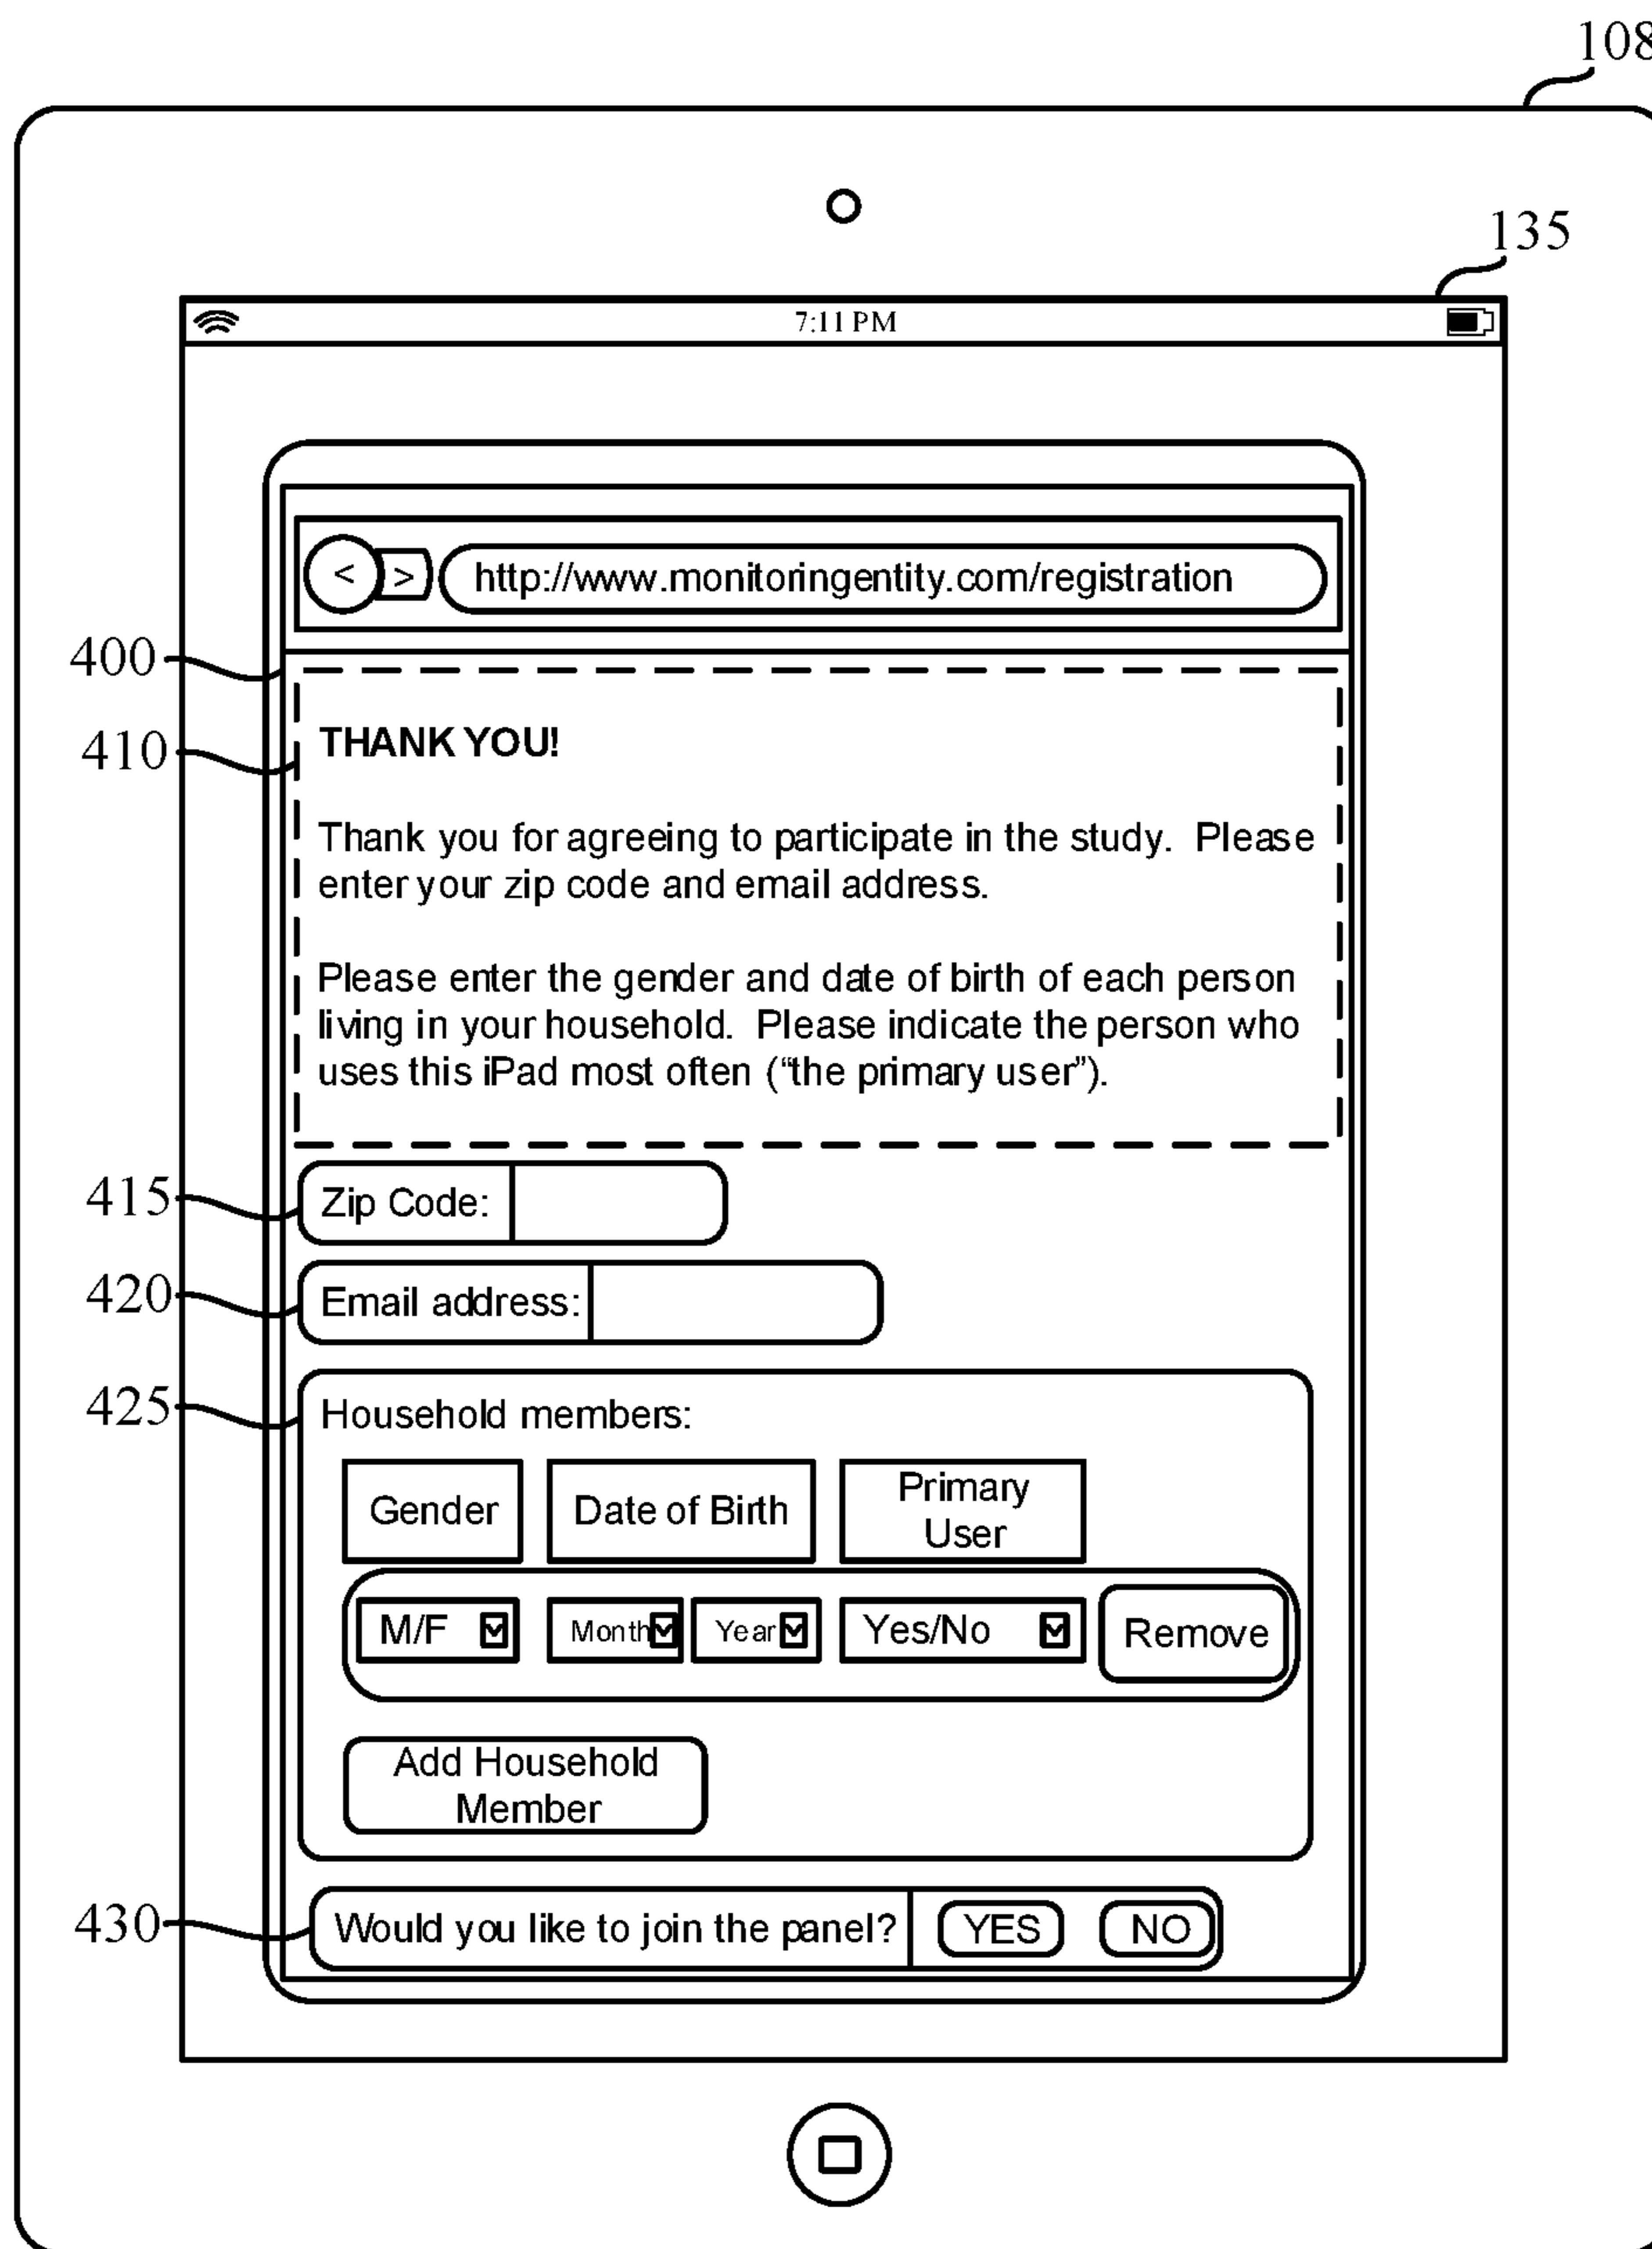 108
135
7:11 PM
< > http://www.monitoringentity.com/registration
400
410
THANK YOU!
Thank you for agreeing to participate in the study. Please
enter your zip code and email address.
Please enter the gender and date of birth of each person
living in your household. Please indicate the person who
uses this iPad most often (“the primary user”).
415
Zip Code:
420
Email address:
425
Household members:
Gender
Date of Birth
Primary
User
M/F Month Year Yes/No Remove
Add Household
Member
430
Would you like to join the panel? YES NO